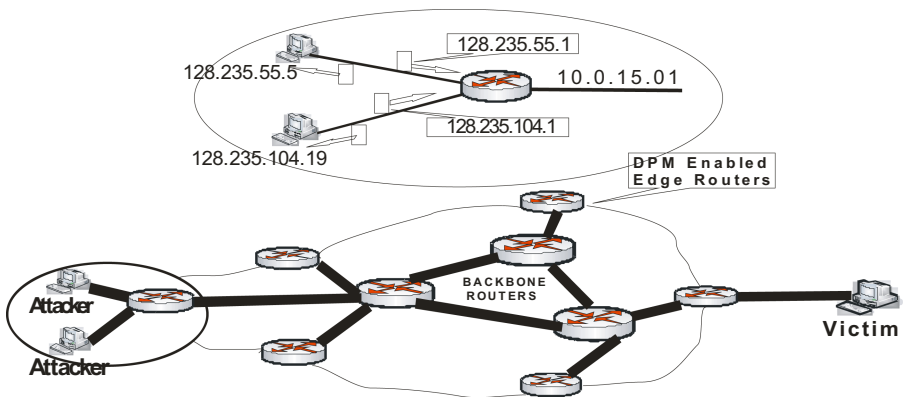 128.235.55.1
128.235.55.5
10.0.15.01
128.235.104.1
128.235.104.19
DPM Enabled
Edge Routers
BACKBONE
ROUTERS
Attacker
Attacker
Victim